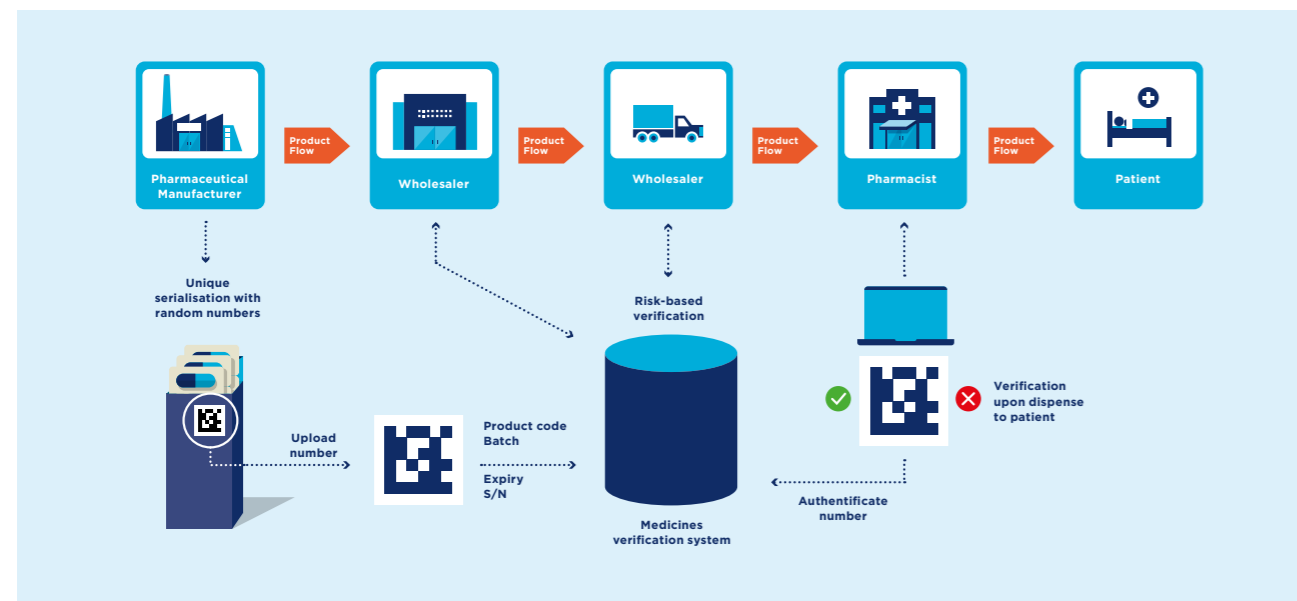 Product
Flow
Product
Flow
Product
Flow
Product
Flow
Pharmaceutical
Manufacturer
Wholesaler
Wholesaler
Pharmacist
Patient
Unique
serialisation with
random numbers
Risk-based
verification
Upload
number
Product code
Batch
Expiry
S/N
Verification
upon dispense
to patient
Authentificate
number
Medicines
verification system